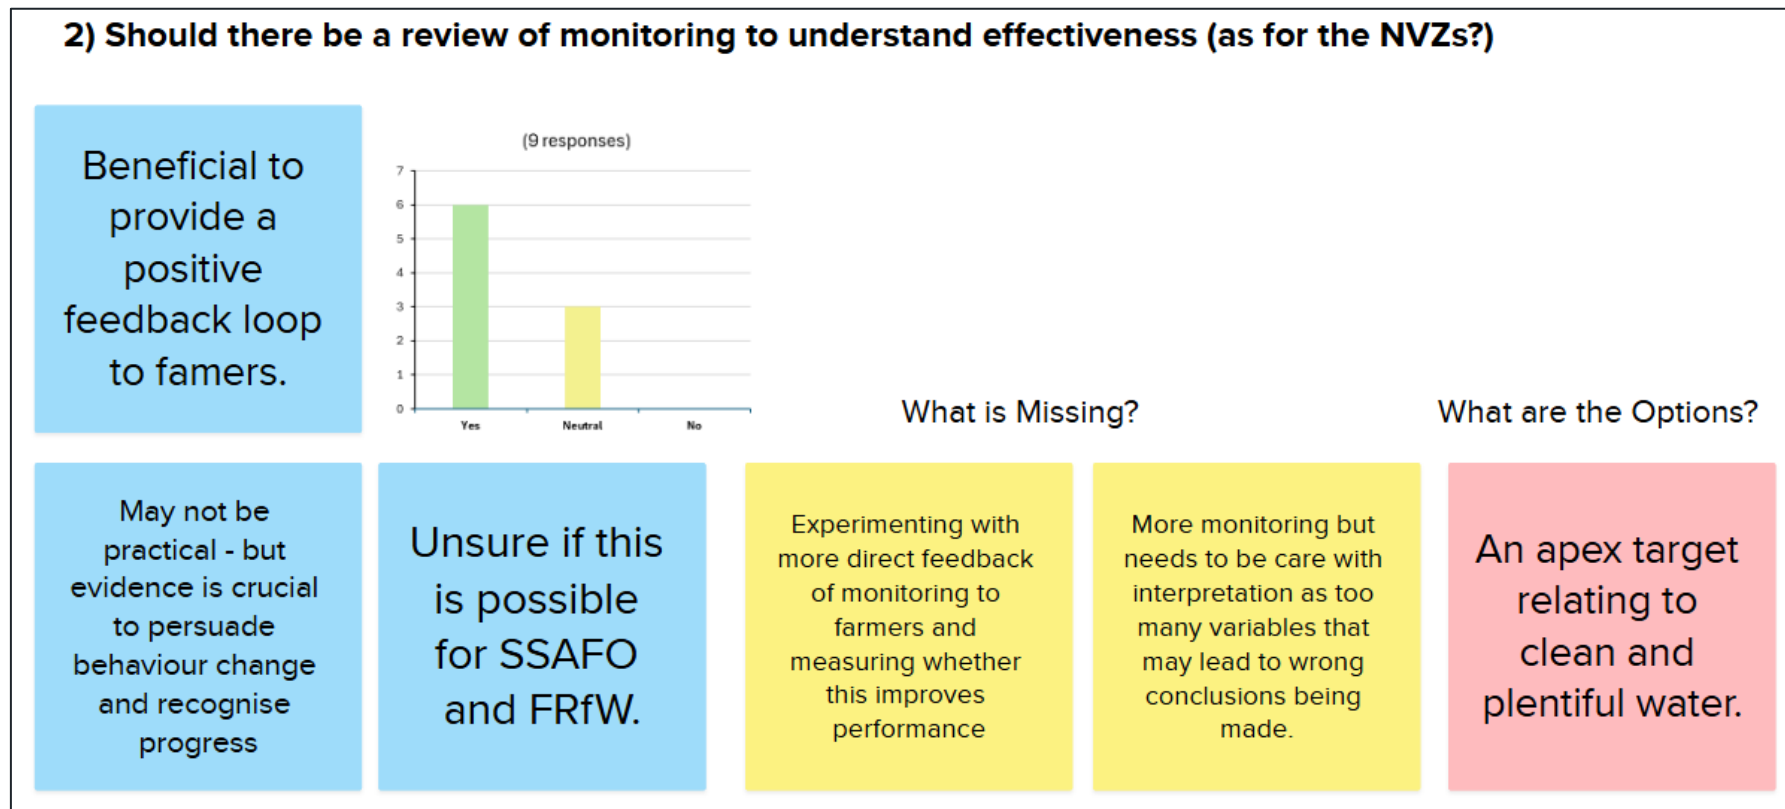 2) Should there be a review of monitoring to understand effectiveness (as for the NVZs?)
Beneficial to
provide a
positive
feedback loop
to famers.
(9 responses)
7
6
5
4
3
2
1
0
Yes
Neutral
No
May not be
practical - but
evidence is crucial
to persuade
behaviour change
and recognise
progress
Unsure if this
is possible
for SSAFO
and FRfW.
What is Missing?
Experimenting with
more direct feedback
of monitoring to
farmers and
measuring whether
this improves
performance
More monitoring but
needs to be care with
interpretation as too
many variables that
may lead to wrong
conclusions being
made.
What are the Options?
An apex target
relating to
clean and
plentiful water.